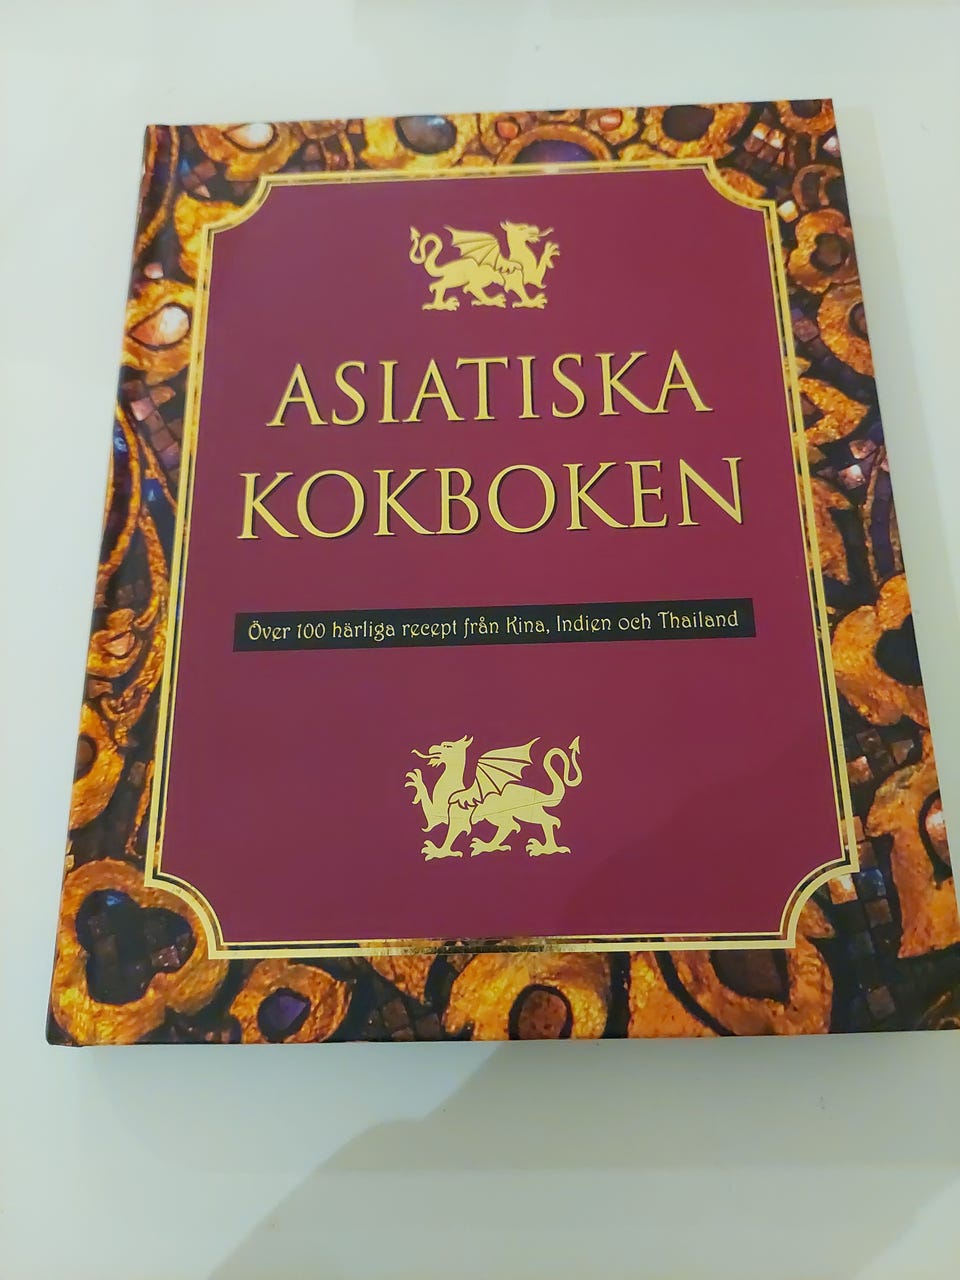 ASIATISKA
KOKBOKEN
Över 100 härliga recept från Kina, Indien och Thailand